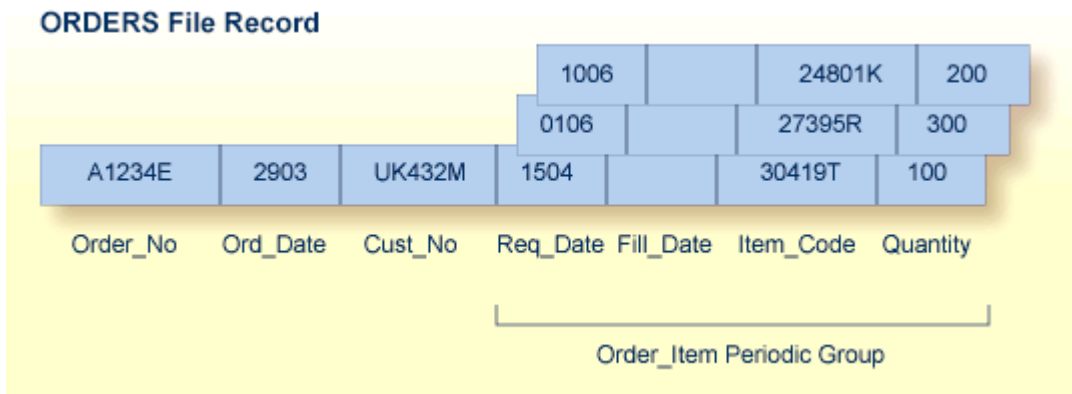 ORDERS File Record
1006 24801K 200
0106 27395R 300
A1234E 2903 UK432M 1504 30419T 100
Order_No Ord_Date Cust_No Req_Date Fill_Date Item_Code Quantity
Order_Item Periodic Group